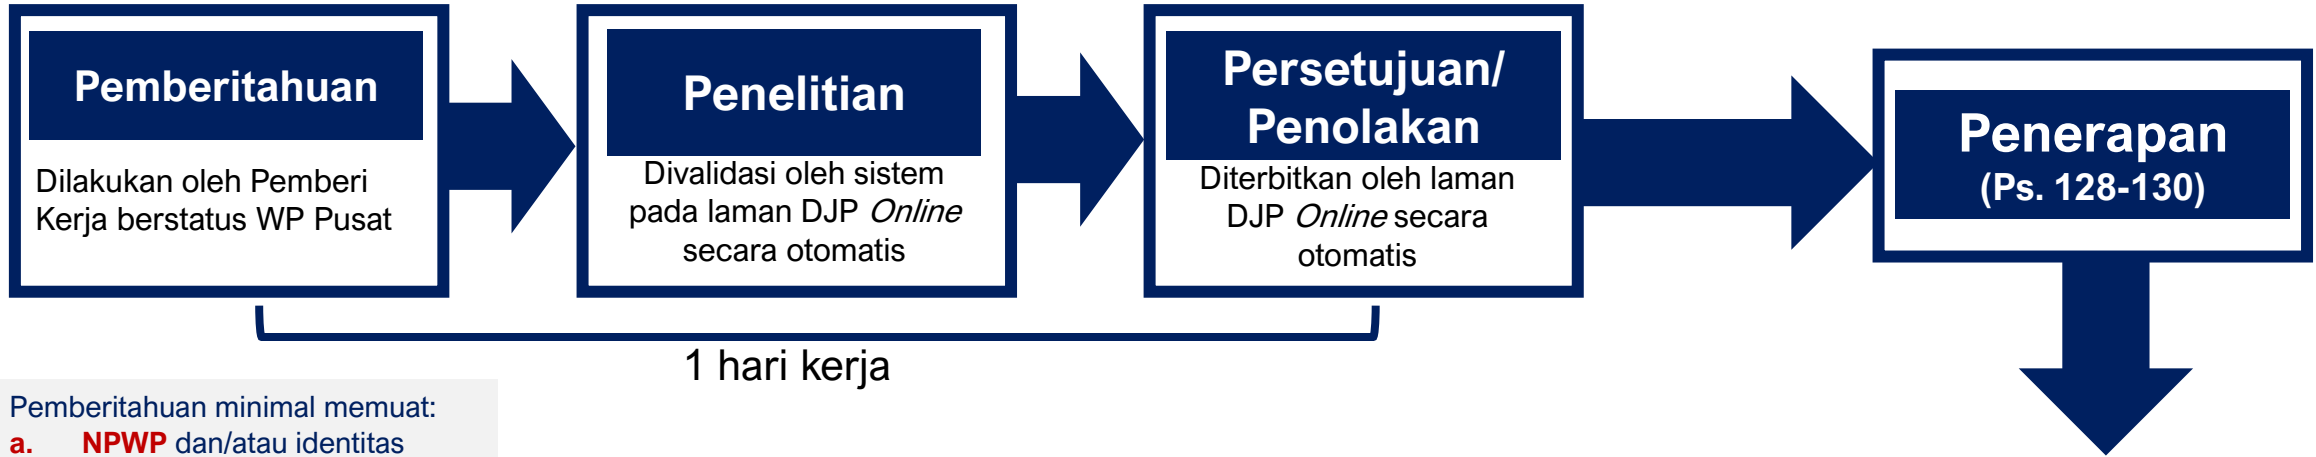 Pemberitahuan
Dilakukan oleh Pemberi
Kerja berstatus WP Pusat
Penelitian
Divalidasi oleh sistem
pada laman DJP Online
secara otomatis
Persetujuan/
Penolakan
Diterbitkan oleh laman
DJP Online secara
otomatis
Penerapan
(Ps. 128-130)
1 hari kerja
Pemberitahuan minimal memuat:
a. NPWP dan/atau identitas